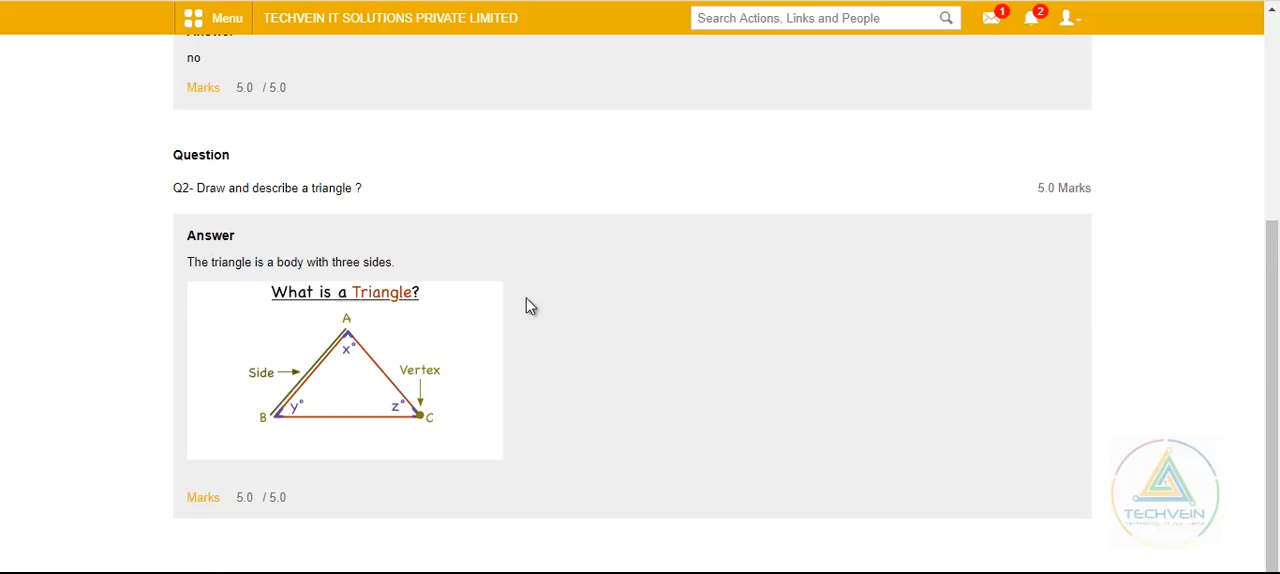 Menu
TECHVEIN IT SOLUTIONS PRIVATE LIMITED
Search Actions, Links and People
1
2
no
Marks 5.0 / 5.0
Question
Q2- Draw and describe a triangle ?
5.0 Marks
Answer
The triangle is a body with three sides.
What is a Triangle?
A
x°
Side
Vertex
B
y°
z°
C
Marks 5.0 / 5.0
TECHVEIN